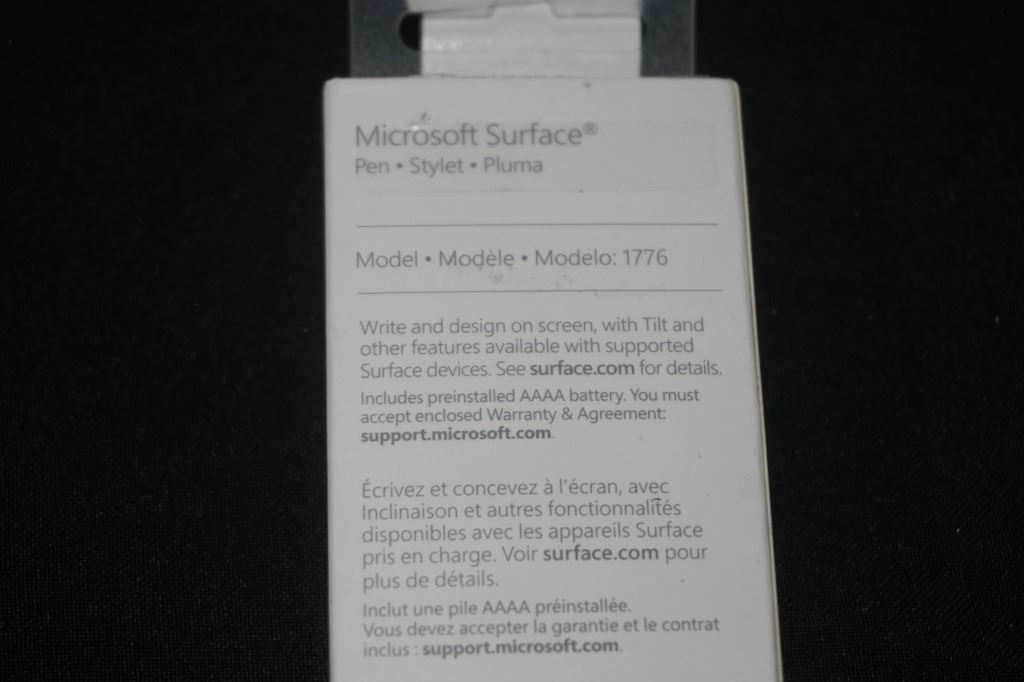 Microsoft Surface®
Pen • Stylet • Pluma
Model • Modèle • Modelo: 1776
Write and design on screen, with Tilt and
other features available with supported
Surface devices. See surface.com for details.
Includes preinstalled AAAA battery. You must
accept enclosed Warranty & Agreement:
support.microsoft.com.
Écrivez et concevez à l'écran, avec
Inclinaison et autres fonctionnalités
disponibles avec les appareils Surface
pris en charge. Voir surface.com pour
plus de détails.
Inclut une pile AAAA préinstallée.
Vous devez accepter la garantie et le contrat
inclus : support.microsoft.com.